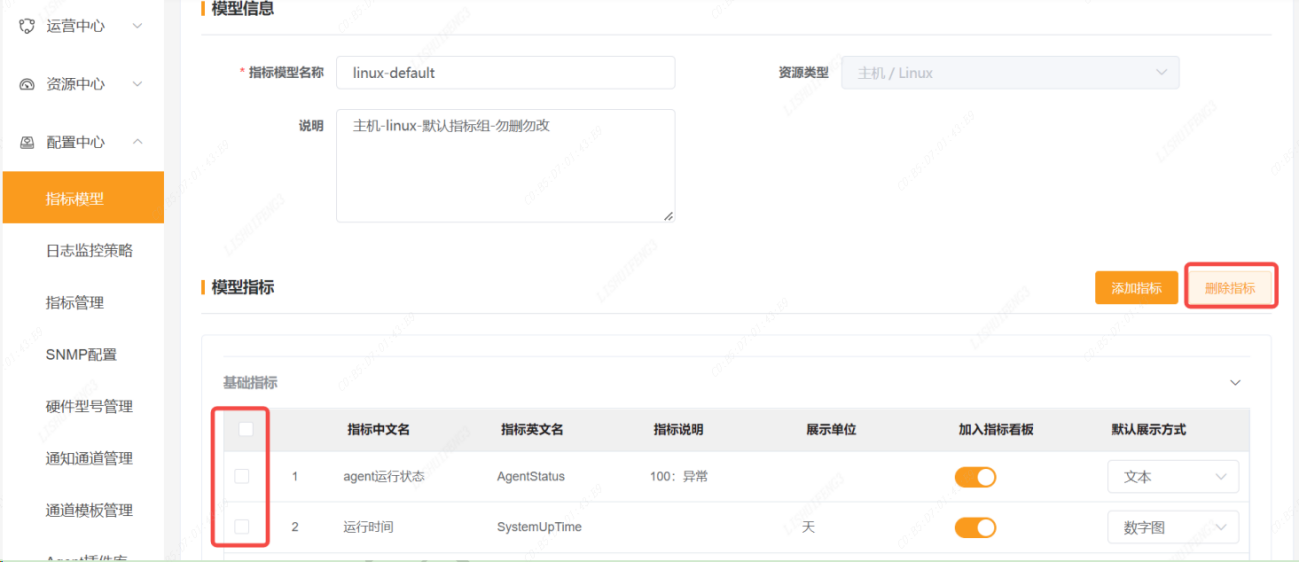 运营中心
资源中心
配置中心
指标模型
日志监控策略
指标管理
SNMP配置
硬件型号管理
通知通道管理
通道模板管理
Agent插件库
模型信息
* 指标模型名称 linux-default 资源类型 主机 / Linux
说明 主机-linux-默认指标组-勿删勿改
模型指标 添加指标 删除指标
基础指标
指标中文名 指标英文名 指标说明 展示单位 加入指标看板 默认展示方式
1 agent运行状态 AgentStatus 100：异常 文本
2 运行时间 SystemUpTime 天 数字图